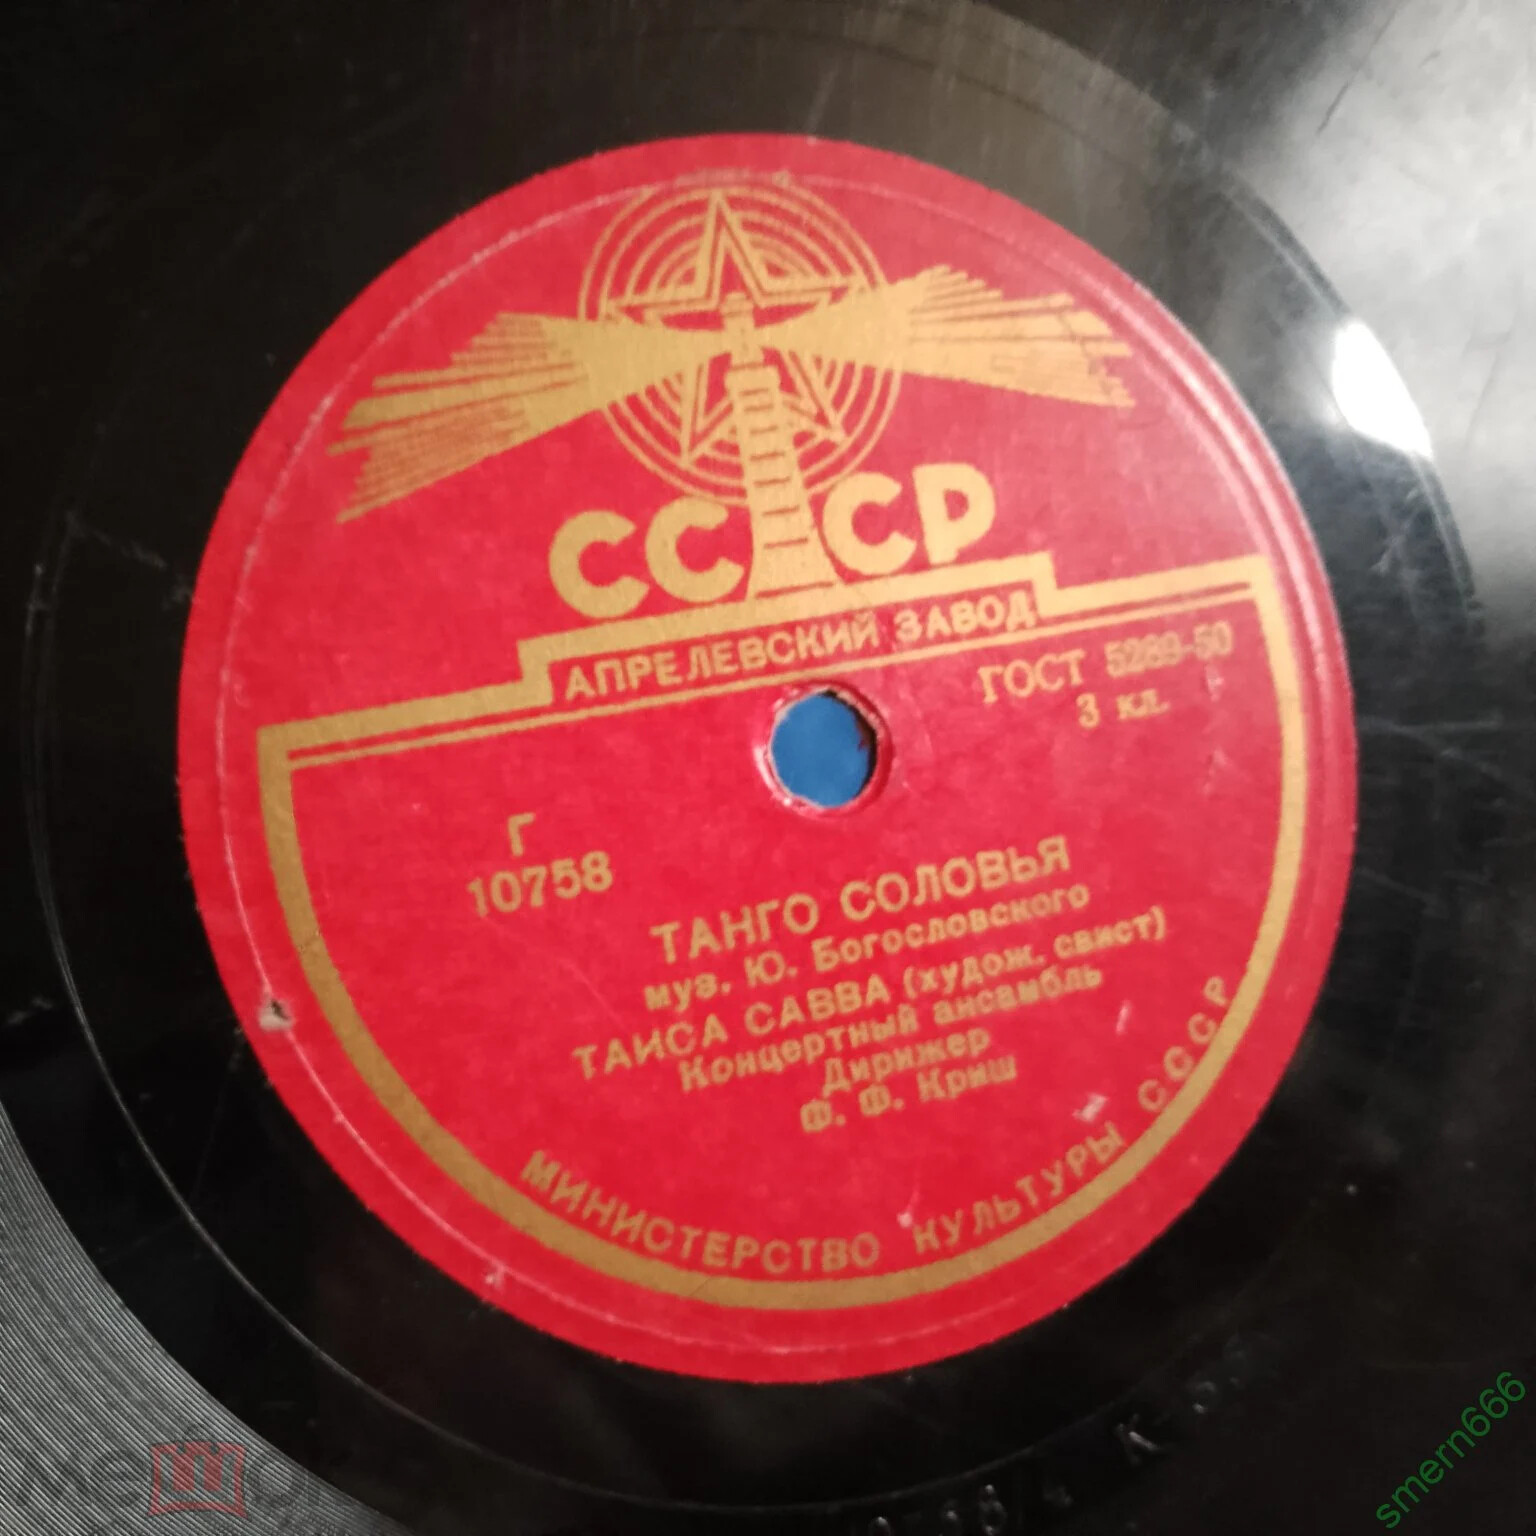 СССР
АПРЕЛЕВСКИЙ ЗАВОД
ГОСТ 5289-50
3 кл.
Г
10758
ТАНГО СОЛОВЬЯ
муз. Ю. Богословского
ТАИСА САВВА (худож. свист)
Концертный ансамбль
Дирижер
Ф. Ф. Криш
МИНИСТЕРСТВО КУЛЬТУРЫ СССР
smern666